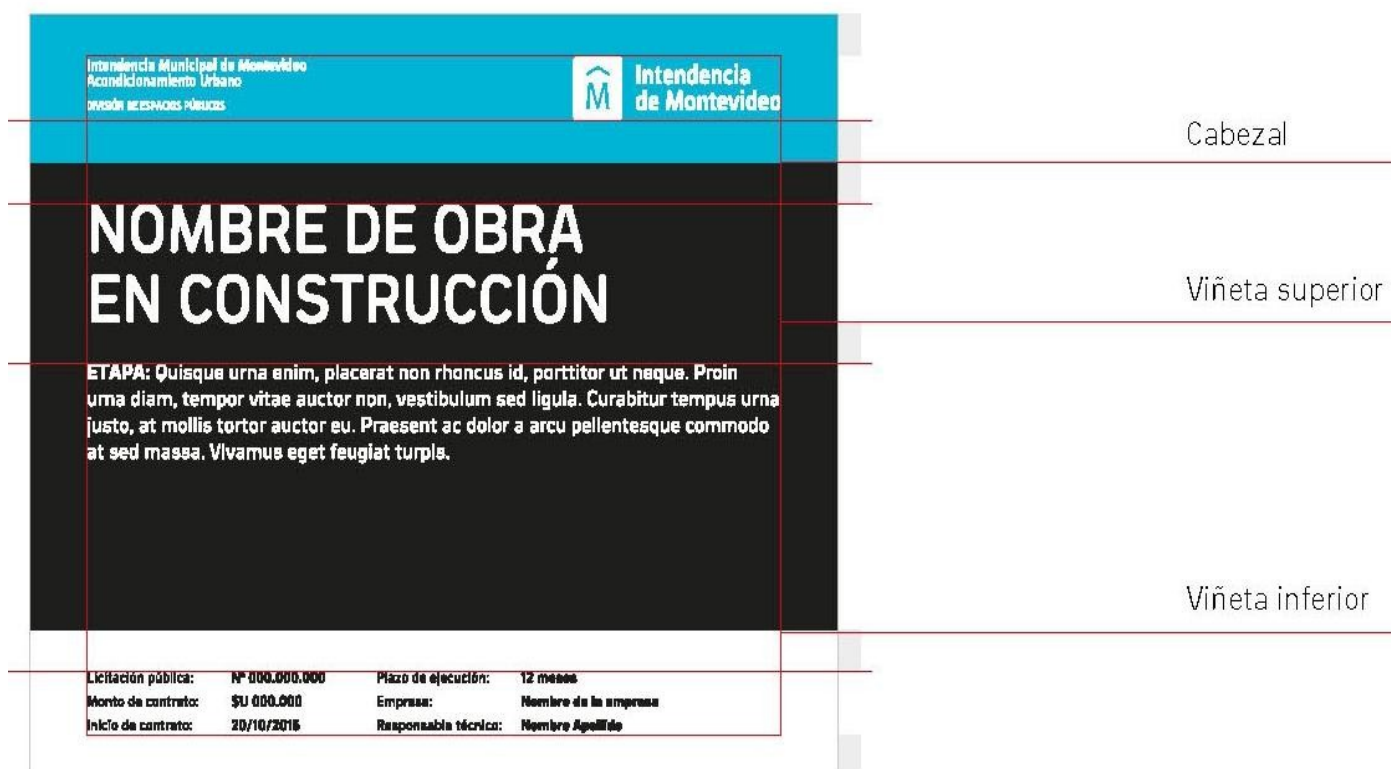 Intendencia Municipal de Montevideo
Acondicionamiento Urbano
DIVISIÓN DE ESPACIOS PÚBLICOS
M
Intendencia
de Montevideo
Cabezal
NOMBRE DE OBRA
EN CONSTRUCCIÓN
Viñeta superior
ETAPA: Quisque urna enim, placerat non rhoncus id, porttitor ut neque. Proin
urna diam, tempor vitae auctor non, vestibulum sed ligula. Curabitur tempus urna
justo, at mollis tortor auctor eu. Praesent ac dolor a arcu pellentesque commodo
at sed massa. Vivamus eget feugiat turpis.
Viñeta inferior
Licitación pública: Nº 000.000.000 Plazo de ejecución: 12 meses
Monto de contrato: $U 000.000 Empresa: Nombre de la empresa
Inicio de contrato: 20/10/2015 Responsable técnico: Nombre Apellido